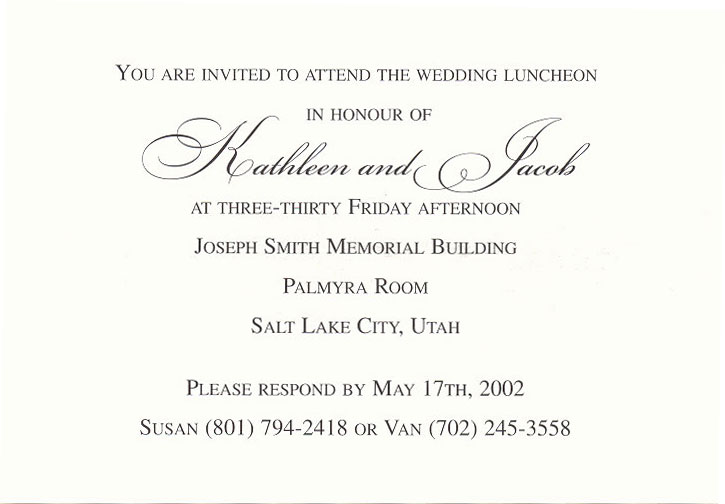 You are invited to attend the wedding luncheon
in honour of
Kathleen and Jacob
at three-thirty Friday afternoon
Joseph Smith Memorial Building
Palmyra Room
Salt Lake City, Utah
Please respond by May 17th, 2002
Susan (801) 794-2418 or Van (702) 245-3558